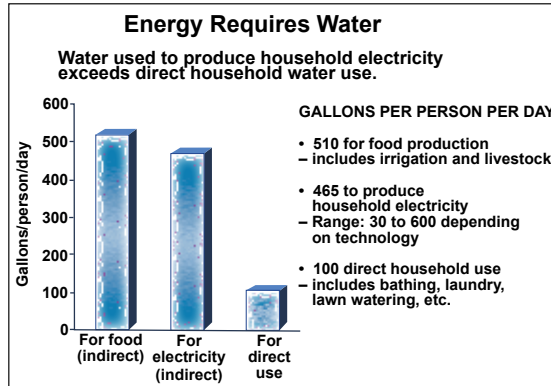 Energy Requires Water
Water used to produce household electricity
exceeds direct household water use.
Gallons/person/day
600
500
400
300
200
100
0
For food
(indirect)
For
electricity
(indirect)
For
direct
use
GALLONS PER PERSON PER DAY
• 510 for food production
– includes irrigation and livestock
• 465 to produce
household electricity
– Range: 30 to 600 depending
on technology
• 100 direct household use
– includes bathing, laundry,
lawn watering, etc.